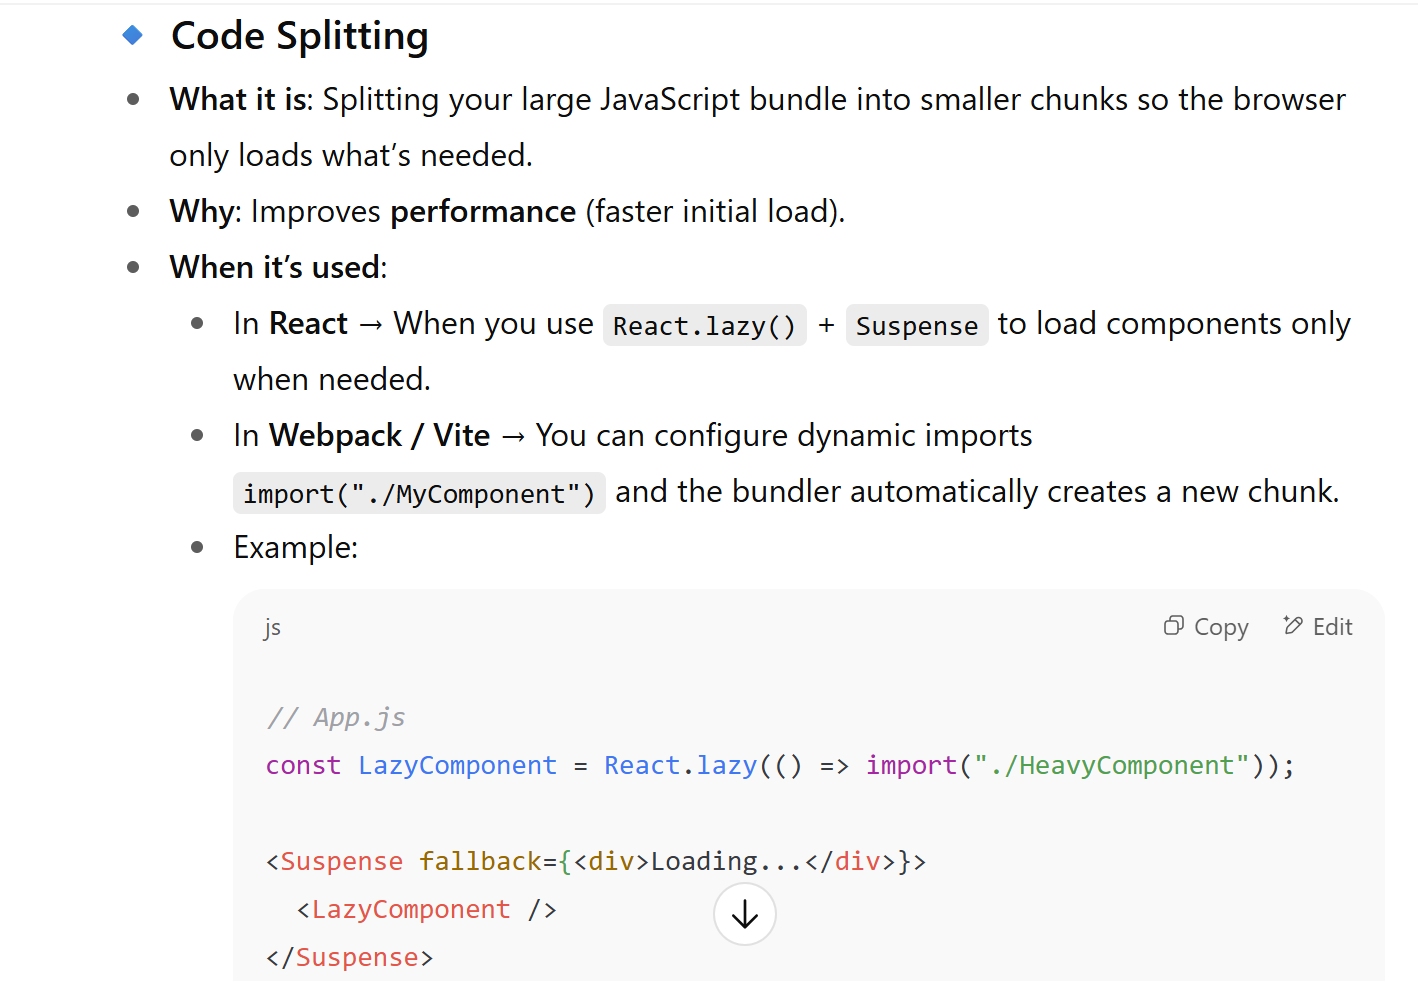 Code Splitting
What it is: Splitting your large JavaScript bundle into smaller chunks so the browser
only loads what’s needed.
Why: Improves performance (faster initial load).
When it’s used:
In React → When you use React.lazy() + Suspense to load components only
when needed.
In Webpack / Vite → You can configure dynamic imports
import("./MyComponent") and the bundler automatically creates a new chunk.
Example:
js
Copy
Edit
// App.js
const LazyComponent = React.lazy(() => import("./HeavyComponent"));
<Suspense fallback={<div>Loading...</div>}>
<LazyComponent />
</Suspense>